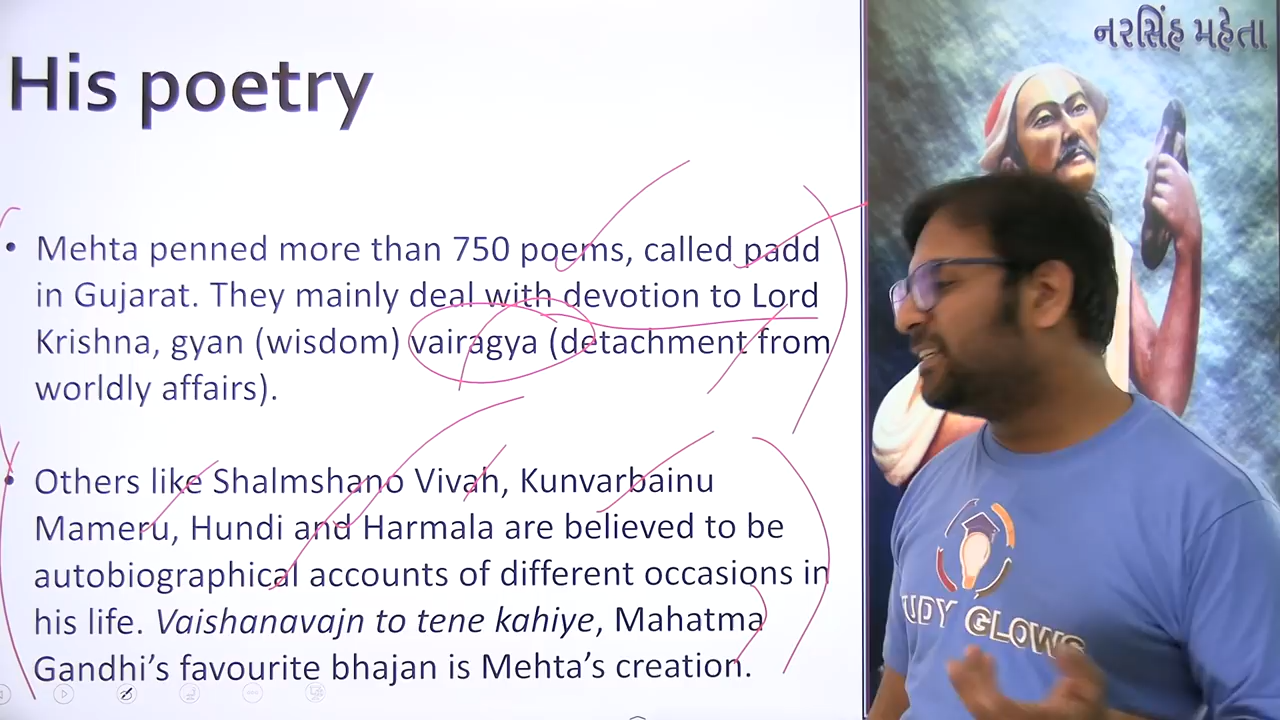 નરસિંહ મહેતા
His poetry
• Mehta penned more than 750 poems, called padd
in Gujarat. They mainly deal with devotion to Lord
Krishna, gyan (wisdom) vairagya (detachment from
worldly affairs).
• Others like Shalmshano Vivah, Kunvarbainu
Mameru, Hundi and Harmala are believed to be
autobiographical accounts of different occasions in
his life. Vaishanavajn to tene kahiye, Mahatma
Gandhi’s favourite bhajan is Mehta’s creation.
UDY GLOWS